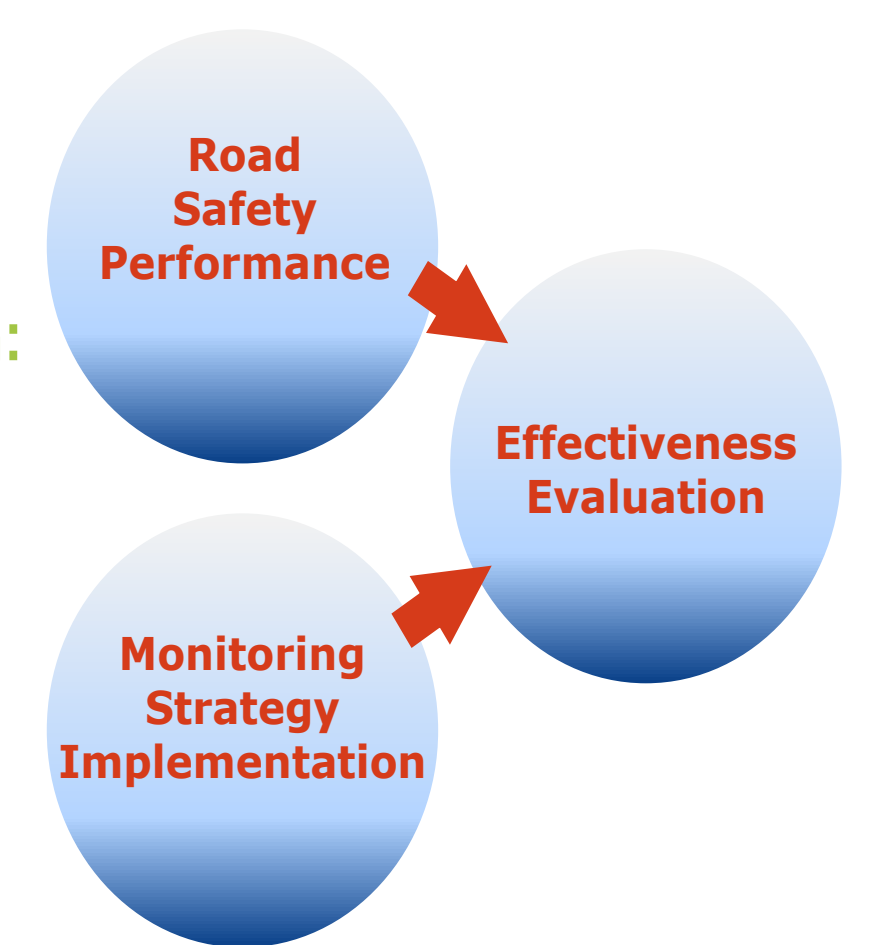 Road
Safety
Performance
:
Effectiveness
Evaluation
Monitoring
Strategy
Implementation